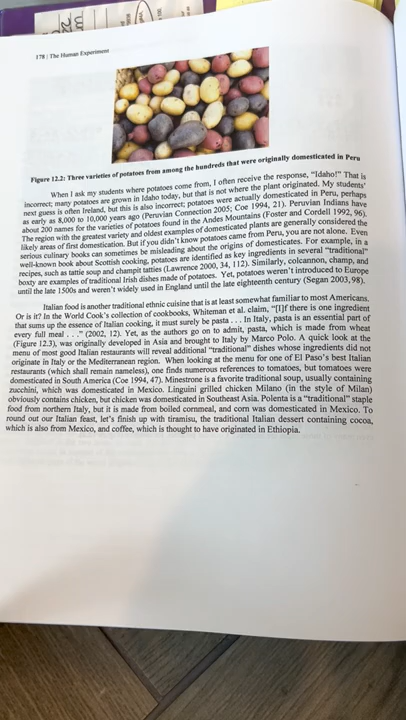 178 | The Human Experiment
Figure 12.2: Three varieties of potatoes from among the hundreds that were originally domesticated in Peru
When I ask my students where potatoes come from, I often receive the response, "Idaho!" That is
incorrect; many potatoes are grown in Idaho today, but that is not where the plant originated. My students'
next guess is often Ireland, but this is also incorrect; potatoes were actually domesticated in Peru, perhaps
as early as 8,000 to 10,000 years ago (Peruvian Connection 2005; Coe 1994, 21). Peruvian Indians have
about 200 names for the varieties of potatoes found in the Andes Mountains (Foster and Cordell 1992, 96).
The region with the greatest variety and oldest examples of domesticated plants are generally considered the
likely areas of first domestication. But if you didn't know potatoes came from Peru, you are not alone. Even
serious culinary books can sometimes be misleading about the origins of domesticates. For example, in a
well-known book about Scottish cooking, potatoes are identified as key ingredients in several "traditional"
recipes, such as tattie soup and champit tatties (Lawrence 2000, 34, 112). Similarly, colcannon, champ, and
boxty are examples of traditional Irish dishes made of potatoes. Yet, potatoes weren't introduced to Europe
until the late 1500s and weren't widely used in England until the late eighteenth century (Segan 2003, 98).
Italian food is another traditional ethnic cuisine that is at least somewhat familiar to most Americans.
Or is it? In the World Cook's collection of cookbooks, Whiteman et al. claim, "[I]f there is one ingredient
that sums up the essence of Italian cooking, it must surely be pasta . . . In Italy, pasta is an essential part of
every full meal . . ." (2002, 12). Yet, as the authors go on to admit, pasta, which is made from wheat
(Figure 12.3), was originally developed in Asia and brought to Italy by Marco Polo. A quick look at the
menu of most good Italian restaurants will reveal additional "traditional" dishes whose ingredients did not
originate in Italy or the Mediterranean region. When looking at the menu for one of El Paso's best Italian
restaurants (which shall remain nameless), one finds numerous references to tomatoes, but tomatoes were
domesticated in South America (Coe 1994, 47). Minestrone is a favorite traditional soup, usually containing
zucchini, which was domesticated in Mexico. Linguini grilled chicken Milano (in the style of Milan)
obviously contains chicken, but chicken was domesticated in Southeast Asia. Polenta is a "traditional" staple
food from northern Italy, but it is made from boiled cornmeal, and corn was domesticated in Mexico. To
round out our Italian feast, let's finish up with tiramisu, the traditional Italian dessert containing cocoa,
which is also from Mexico, and coffee, which is thought to have originated in Ethiopia.